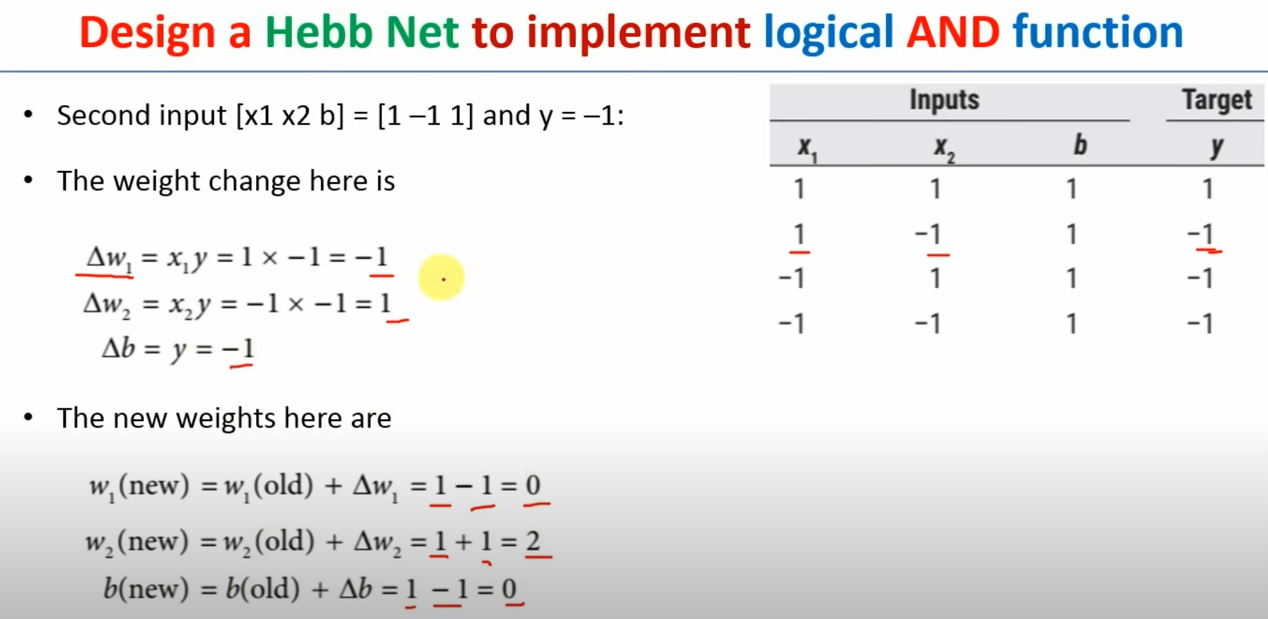 Design a Hebb Net to implement logical AND function
• Second input [x1 x2 b] = [1 –1 1] and y = –1:
• The weight change here is
Δw₁ = x₁y = 1 × −1 = −1
Δw₂ = x₂y = −1 × −1 = 1
Δb = y = −1
• The new weights here are
w₁(new) = w₁(old) + Δw₁ = 1 − 1 = 0
w₂(new) = w₂(old) + Δw₂ = 1 + 1 = 2
b(new) = b(old) + Δb = 1 − 1 = 0
Inputs Target
x₁ x₂ b y
1 1 1 1
1 −1 1 −1
−1 1 1 −1
−1 −1 1 −1